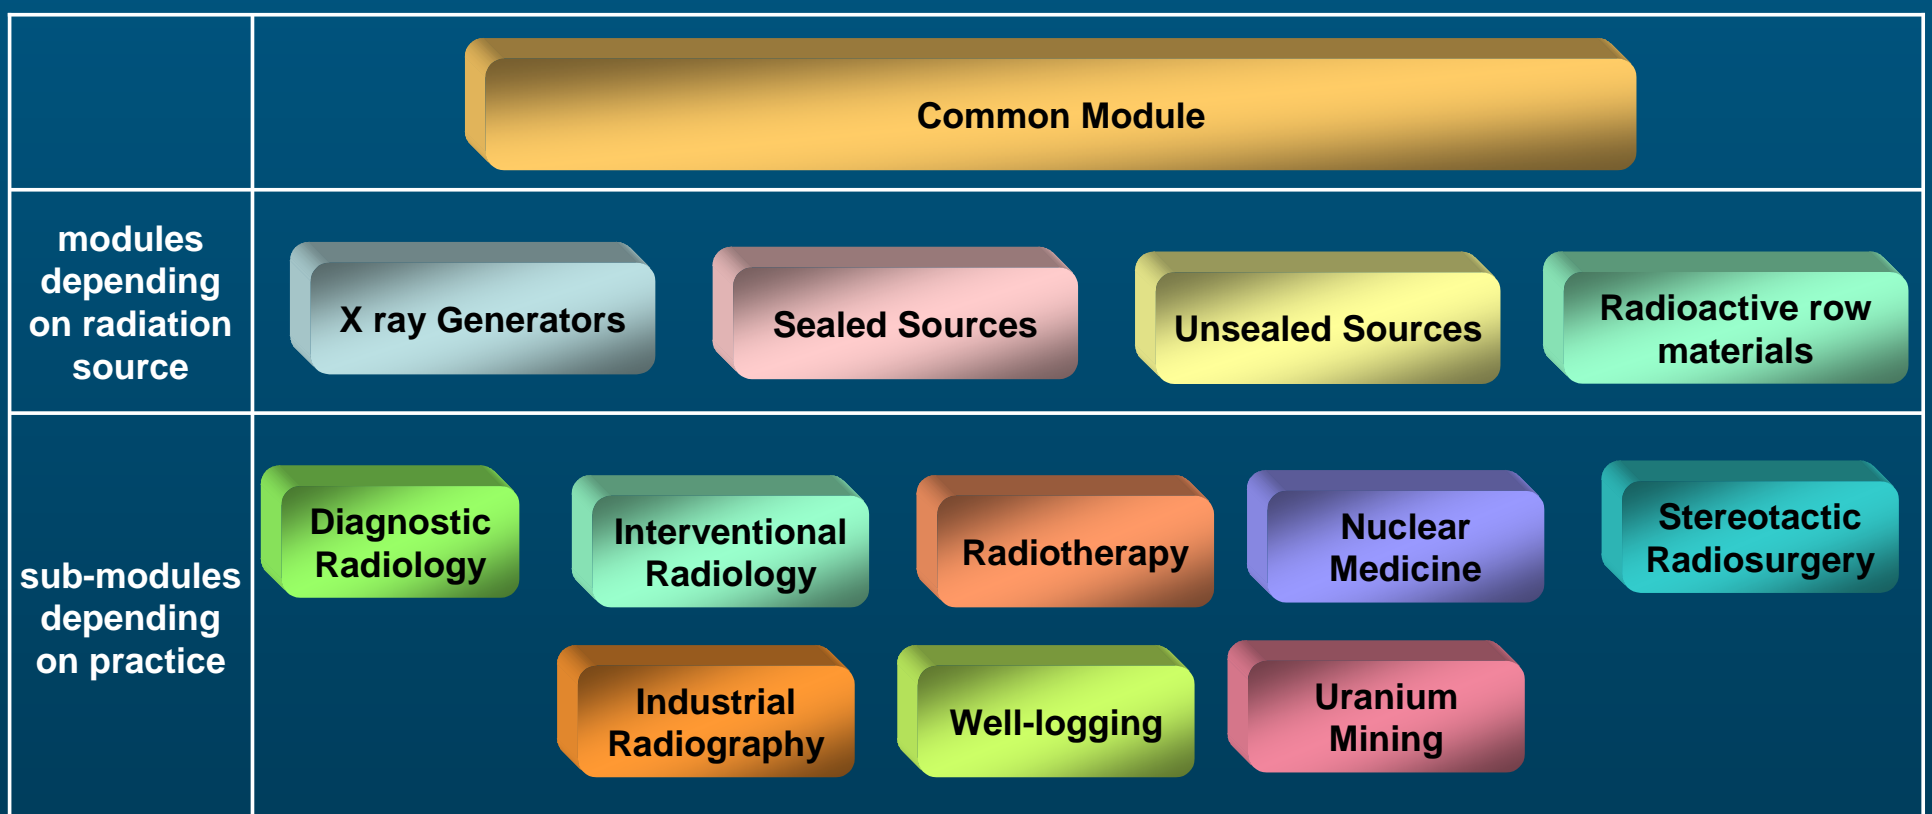 Common Module
modules
depending
on radiation
source
X ray Generators
Sealed Sources
Unsealed Sources
Radioactive row
materials
sub-modules
depending
on practice
Diagnostic
Radiology
Interventional
Radiology
Radiotherapy
Nuclear
Medicine
Stereotactic
Radiosurgery
Industrial
Radiography
Well-logging
Uranium
Mining